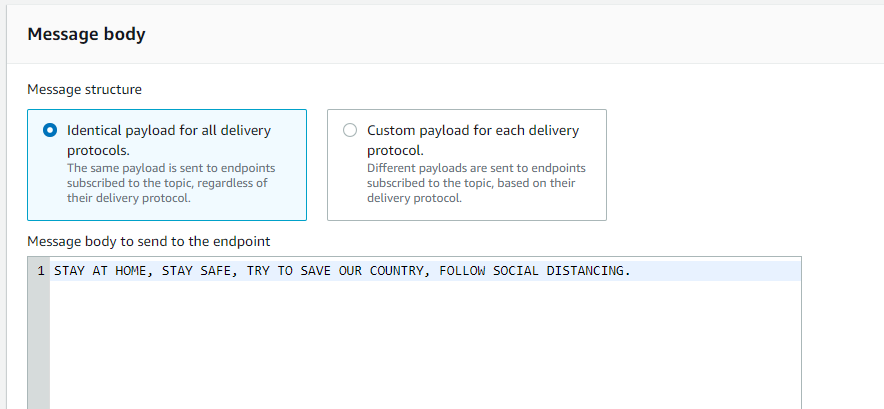 Message body
Message structure
Identical payload for all delivery
protocols.
The same payload is sent to endpoints
subscribed to the topic, regardless of
their delivery protocol.
Custom payload for each delivery
protocol.
Different payloads are sent to endpoints
subscribed to the topic, based on their
delivery protocol.
Message body to send to the endpoint
1 STAY AT HOME, STAY SAFE, TRY TO SAVE OUR COUNTRY, FOLLOW SOCIAL DISTANCING.